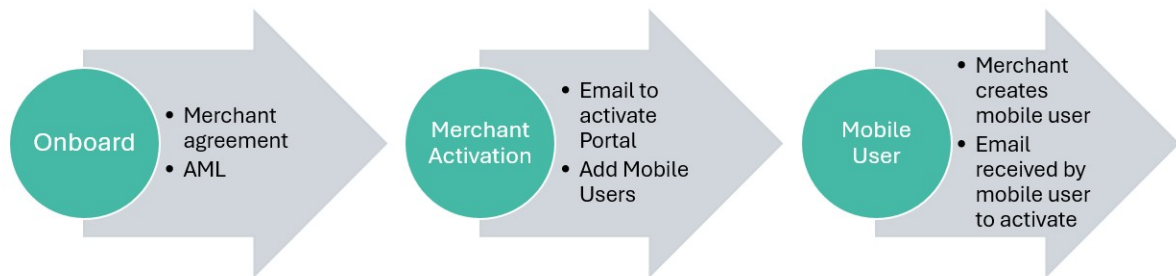 Onboard
• Merchant
agreement
• AML
Merchant
Activation
• Email to
activate
Portal
• Add Mobile
Users
Mobile
User
• Merchant
creates
mobile user
• Email
received by
mobile user
to activate